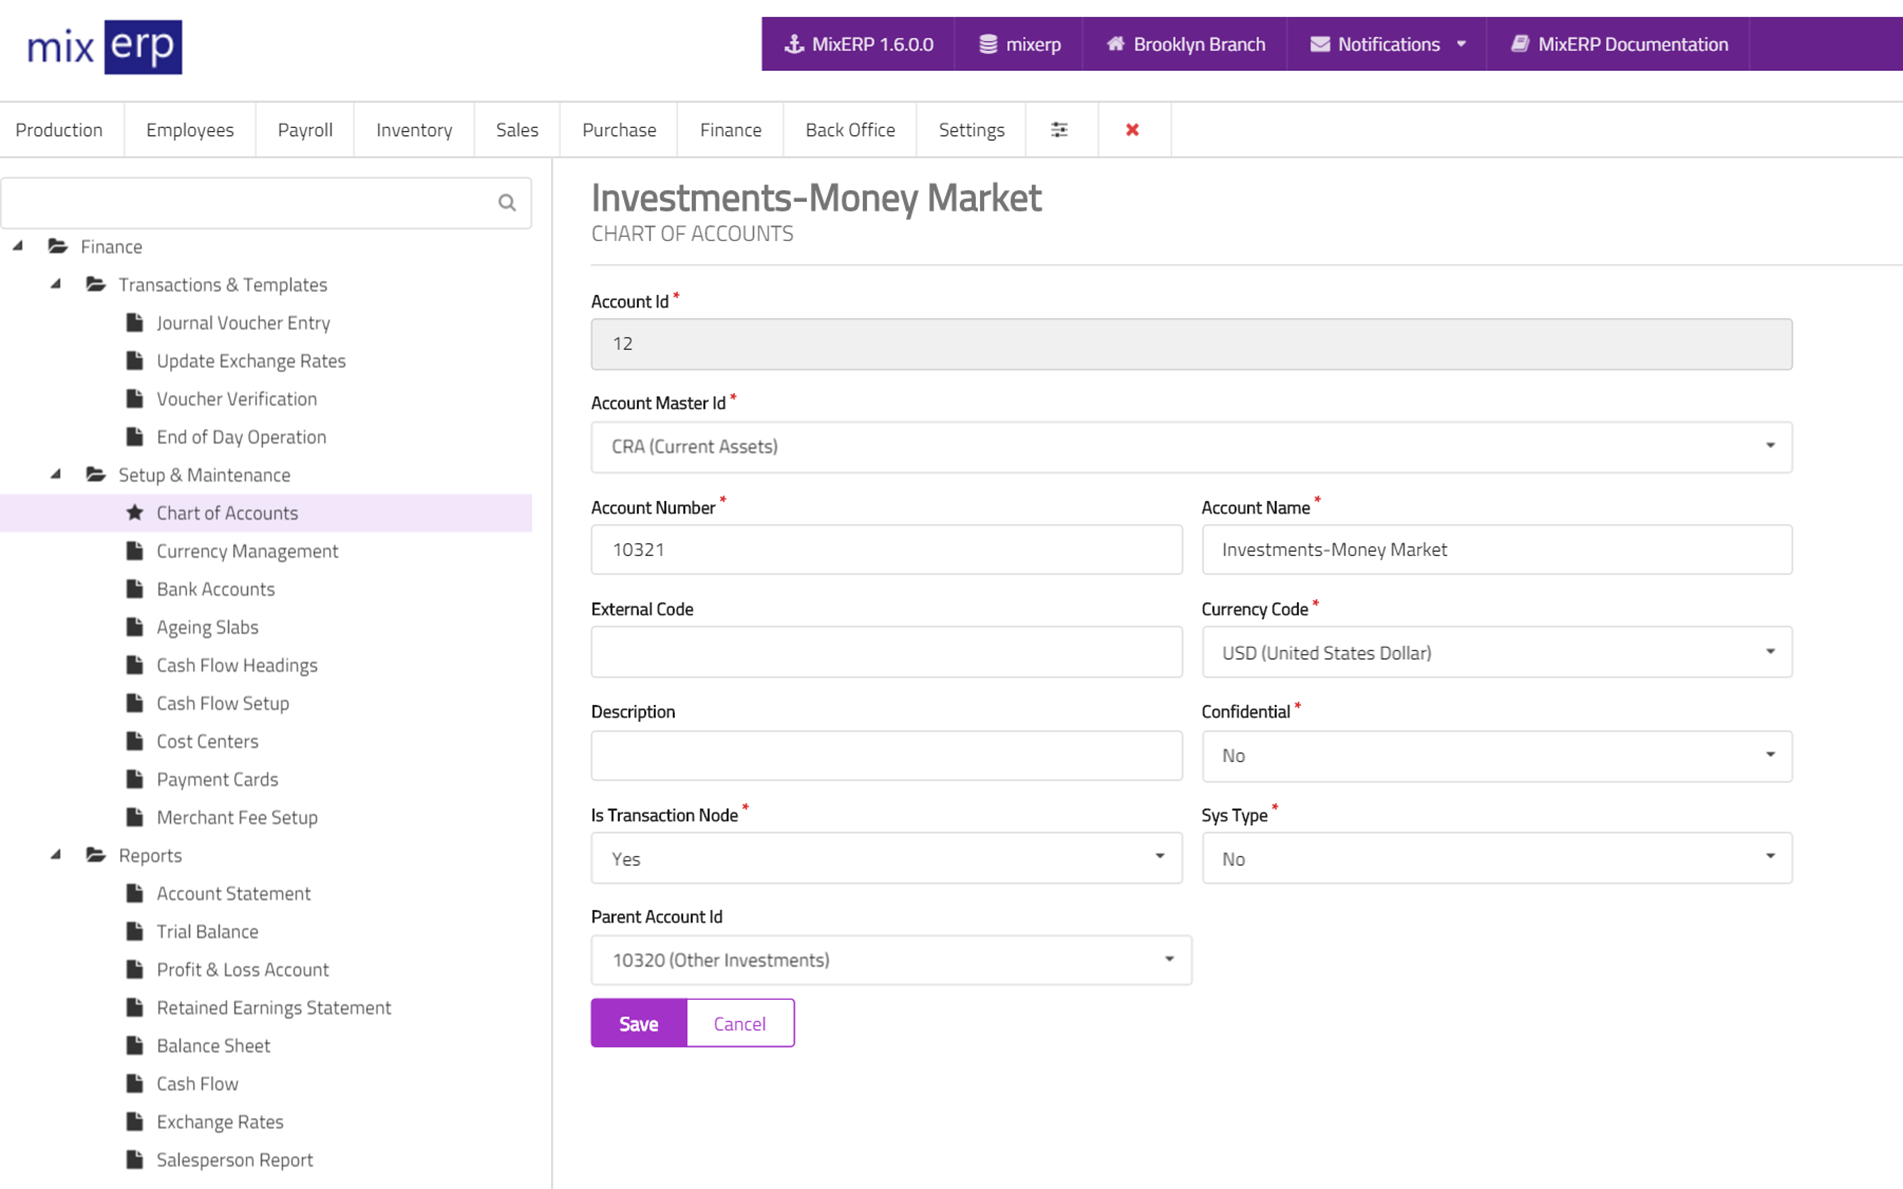 mix erp
MixERP 1.6.0.0 mixerp Brooklyn Branch Notifications MixERP Documentation
Production Employees Payroll Inventory Sales Purchase Finance Back Office Settings
Finance
Transactions & Templates
Journal Voucher Entry
Update Exchange Rates
Voucher Verification
End of Day Operation
Setup & Maintenance
Chart of Accounts
Currency Management
Bank Accounts
Ageing Slabs
Cash Flow Headings
Cash Flow Setup
Cost Centers
Payment Cards
Merchant Fee Setup
Reports
Account Statement
Trial Balance
Profit & Loss Account
Retained Earnings Statement
Balance Sheet
Cash Flow
Exchange Rates
Salesperson Report
Investments-Money Market
CHART OF ACCOUNTS
Account Id *
12
Account Master Id *
CRA (Current Assets)
Account Number * Account Name *
10321 Investments-Money Market
External Code Currency Code *
USD (United States Dollar)
Description Confidential *
No
Is Transaction Node * Sys Type *
Yes No
Parent Account Id
10320 (Other Investments)
Save Cancel